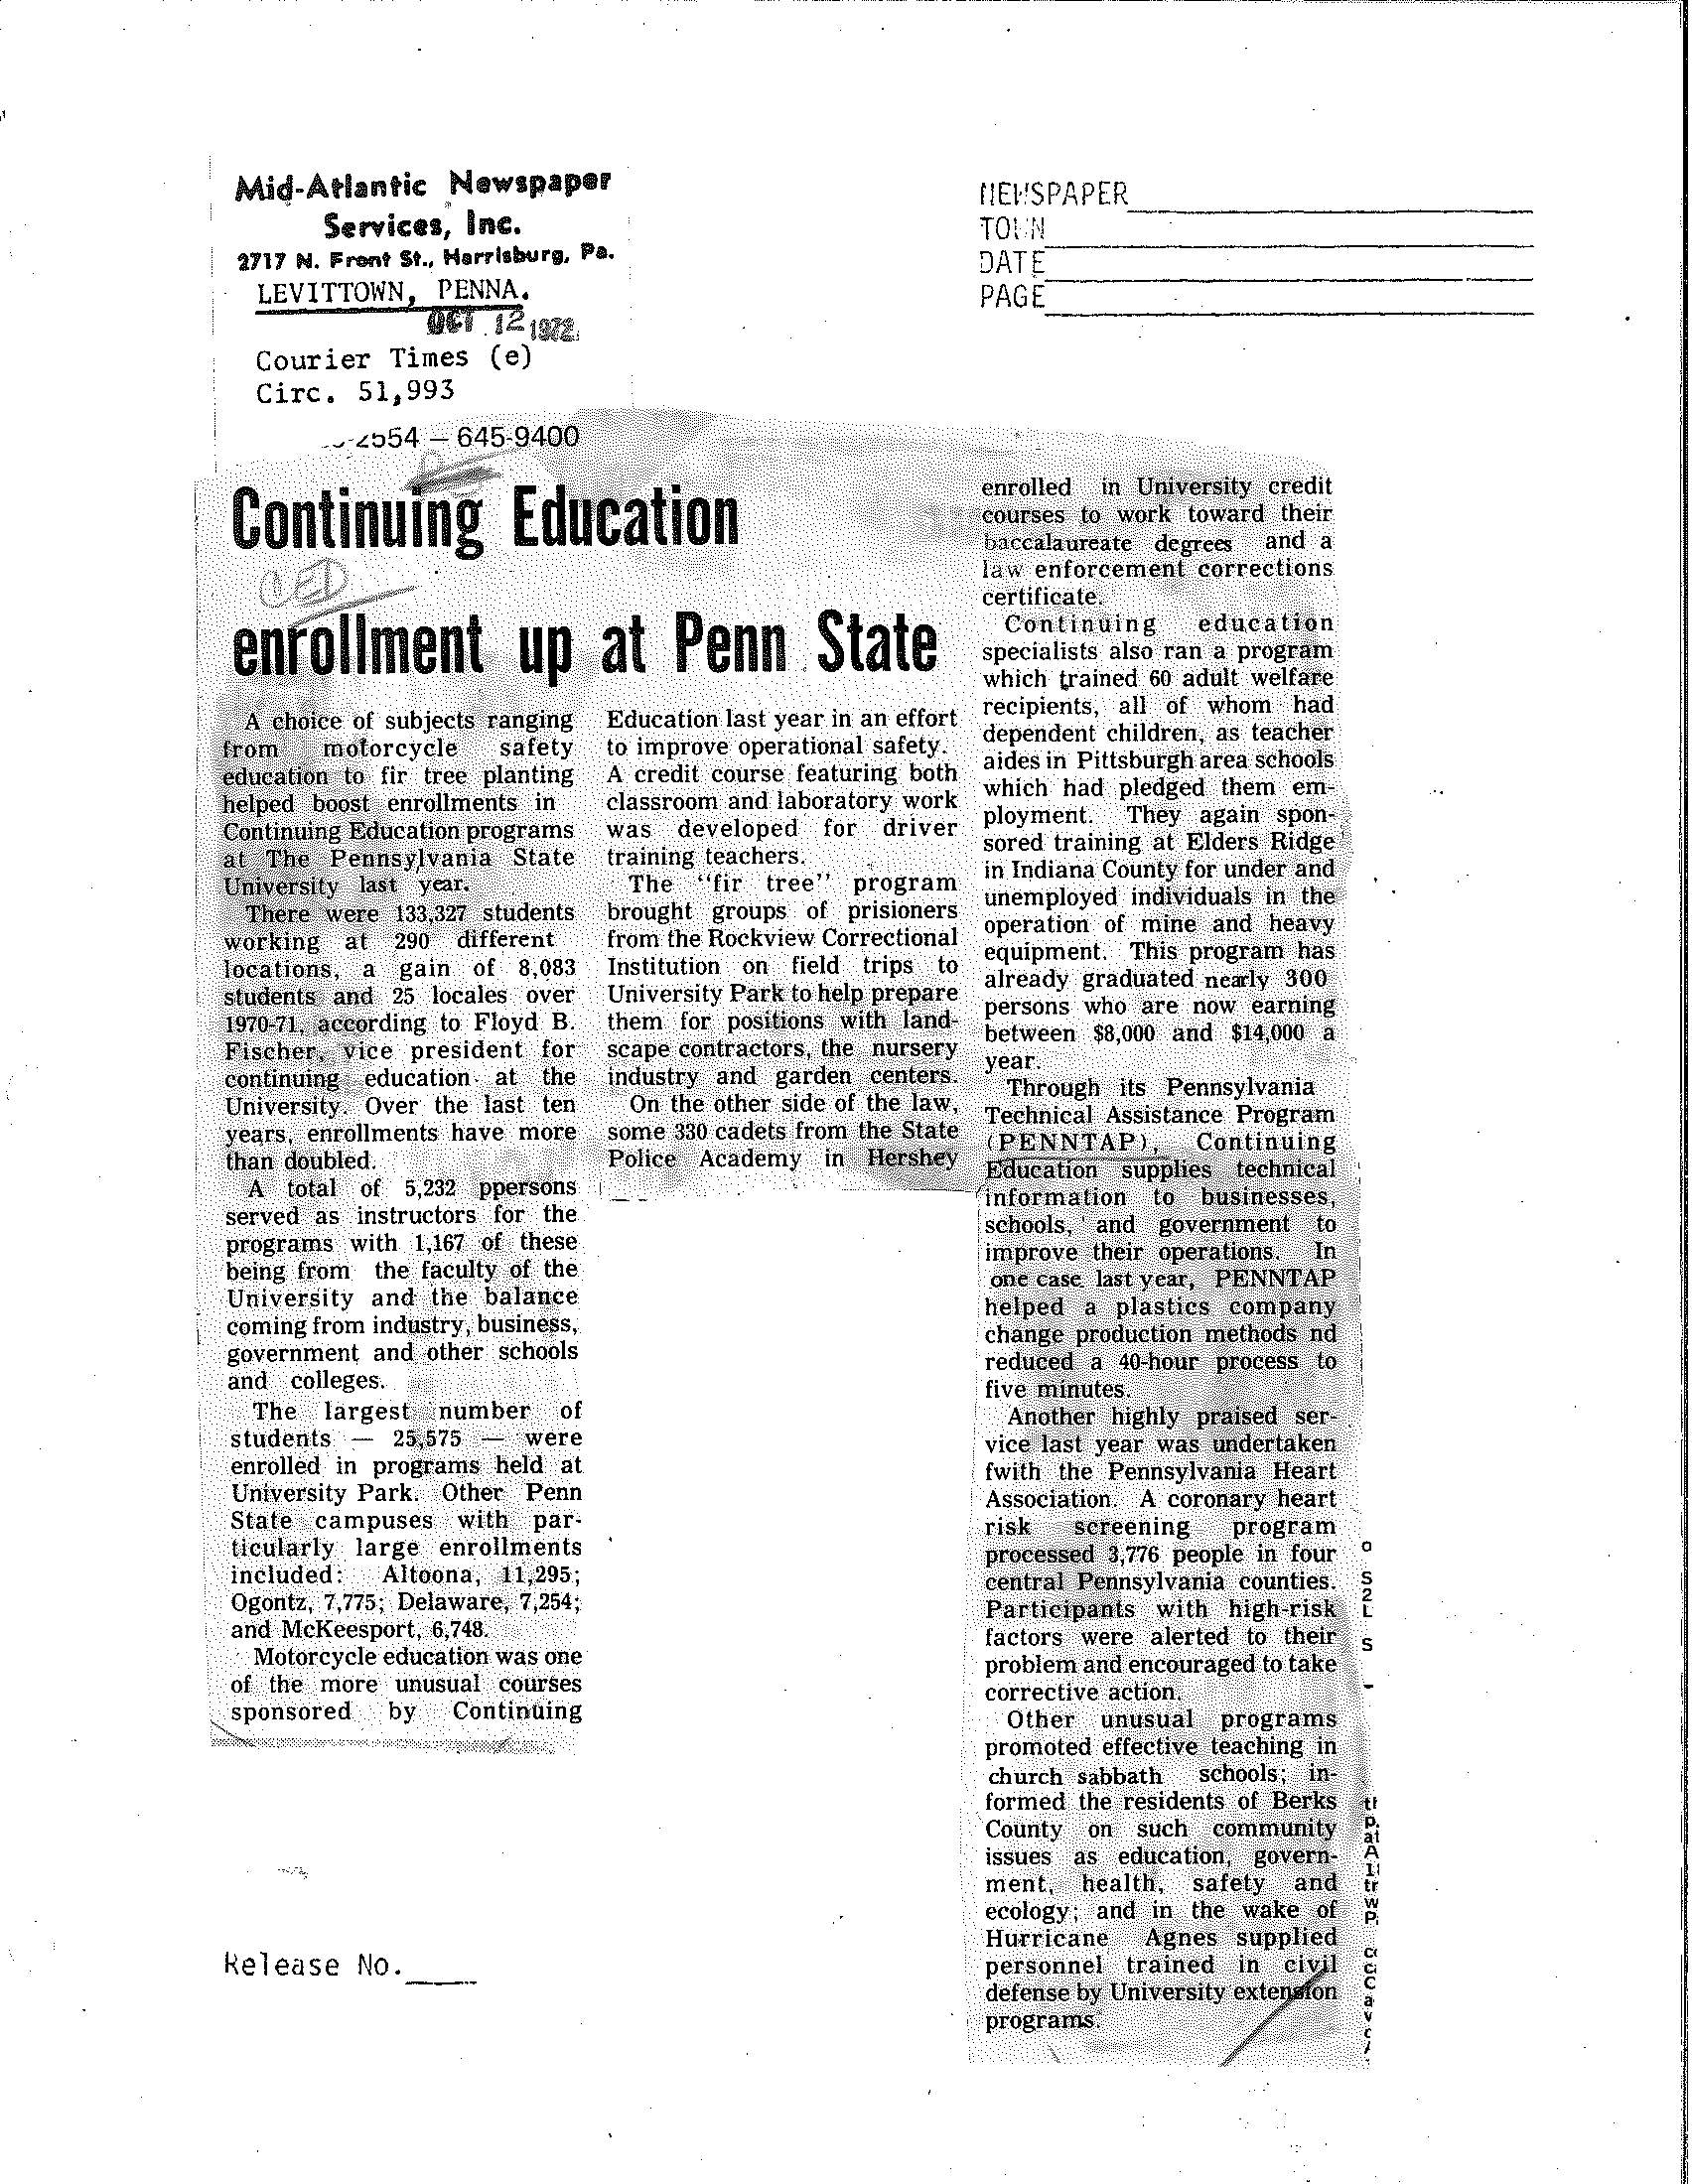 Mid-Atlantic Newspaper
Services, Inc.
2717 N. Front St., Harrisburg, Pa.
LEVITTOWN, PENNA.
OCT 12 1972
Courier Times (e)
Circ. 51,993
NEWSPAPER
TOWN
DATE
PAGE
2554 — 645-9400
Continuing Education
CED
enrollment up at Penn State
A choice of subjects ranging
from motorcycle safety
education to fir tree planting
helped boost enrollments in
Continuing Education programs
at The Pennsylvania State
University last year.
There were 133,327 students
working at 290 different
locations, a gain of 8,083
students and 25 locales over
1970-71, according to Floyd B.
Fischer, vice president for
continuing education at the
University. Over the last ten
years, enrollments have more
than doubled.
A total of 5,232 ppersons
served as instructors for the
programs with 1,167 of these
being from the faculty of the
University and the balance
coming from industry, business,
government and other schools
and colleges.
The largest number of
students — 25,575 — were
enrolled in programs held at
University Park. Other Penn
State campuses with par-
ticularly large enrollments
included: Altoona, 11,295;
Ogontz, 7,775; Delaware, 7,254;
and McKeesport, 6,748.
Motorcycle education was one
of the more unusual courses
sponsored by Continuing
Education last year in an effort
to improve operational safety.
A credit course featuring both
classroom and laboratory work
was developed for driver
training teachers.
The "fir tree" program
brought groups of prisioners
from the Rockview Correctional
Institution on field trips to
University Park to help prepare
them for positions with land-
scape contractors, the nursery
industry and garden centers.
On the other side of the law,
some 330 cadets from the State
Police Academy in Hershey
enrolled in University credit
courses to work toward their
baccalaureate degrees and a
law enforcement corrections
certificate.
Continuing education
specialists also ran a program
which trained 60 adult welfare
recipients, all of whom had
dependent children, as teacher
aides in Pittsburgh area schools
which had pledged them em-
ployment. They again spon-
sored training at Elders Ridge
in Indiana County for under and
unemployed individuals in the
operation of mine and heavy
equipment. This program has
already graduated nearly 300
persons who are now earning
between $8,000 and $14,000 a
year.
Through its Pennsylvania
Technical Assistance Program
(PENNTAP), Continuing
Education supplies technical
information to businesses,
schools, and government to
improve their operations. In
one case last year, PENNTAP
helped a plastics company
change production methods nd
reduced a 40-hour process to
five minutes.
Another highly praised ser-
vice last year was undertaken
fwith the Pennsylvania Heart
Association. A coronary heart
risk screening program
processed 3,776 people in four
central Pennsylvania counties.
Participants with high-risk
factors were alerted to their
problem and encouraged to take
corrective action.
Other unusual programs
promoted effective teaching in
church sabbath schools; in-
formed the residents of Berks
County on such community
issues as education, govern-
ment, health, safety and
ecology; and in the wake of
Hurricane Agnes supplied
personnel trained in civil
defense by University extension
programs.
Release No.